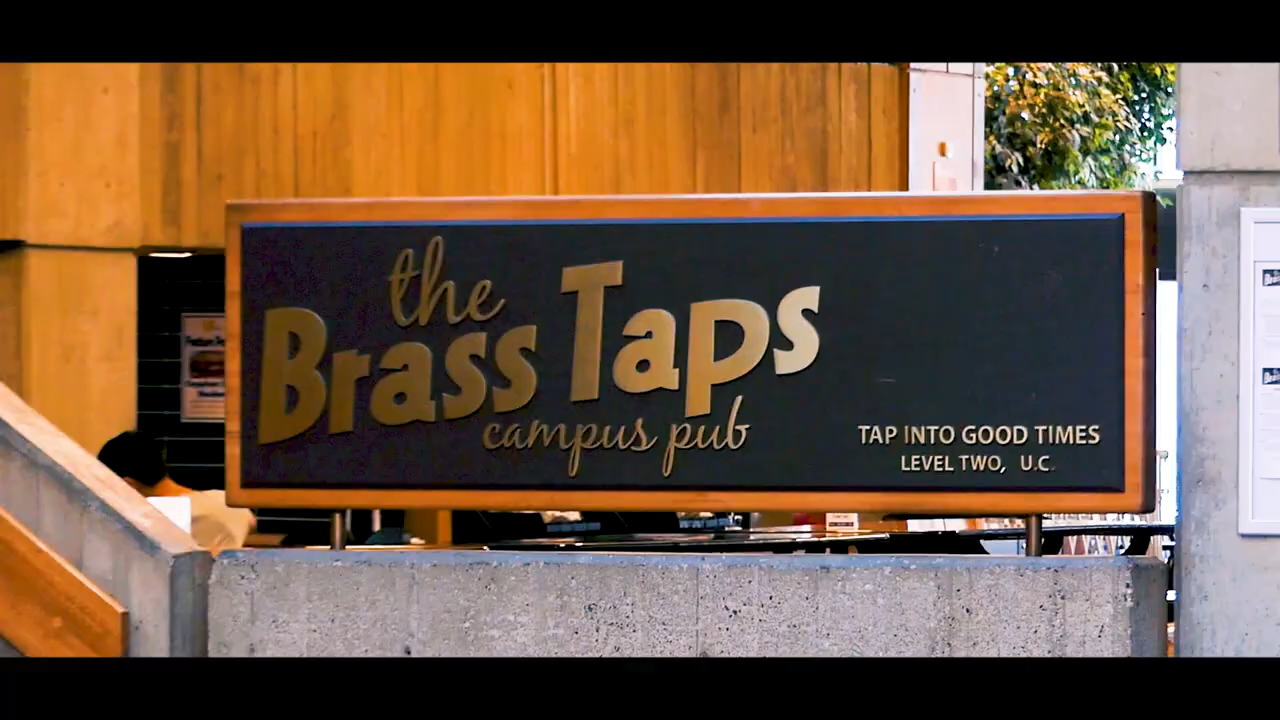 the
Brass Taps
campus pub
TAP INTO GOOD TIMES
LEVEL TWO, U.C.